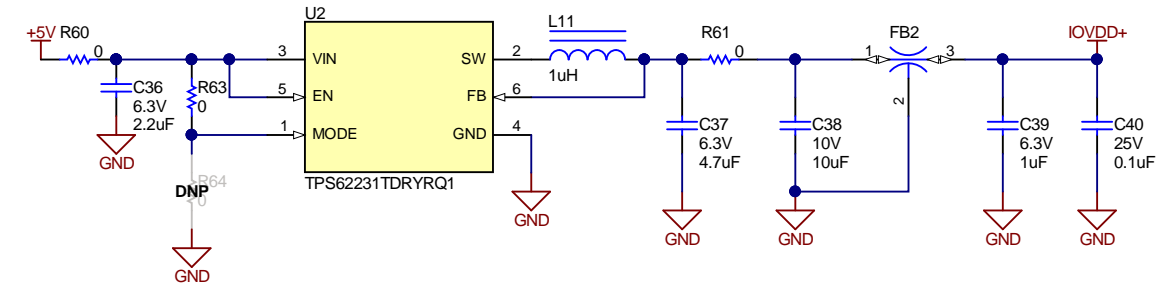 U2
+5V R60
0
3 VIN
SW 2
L11
1uH
R61
0
FB2
1
3
2
IOVDD+
C36
6.3V
2.2uF
GND
R63
0
5 EN
FB 6
1 MODE
GND 4
TPS62231TDRYRQ1
R64
DNP
0
GND
GND
C37
6.3V
4.7uF
GND
C38
10V
10uF
GND
C39
6.3V
1uF
GND
C40
25V
0.1uF
GND